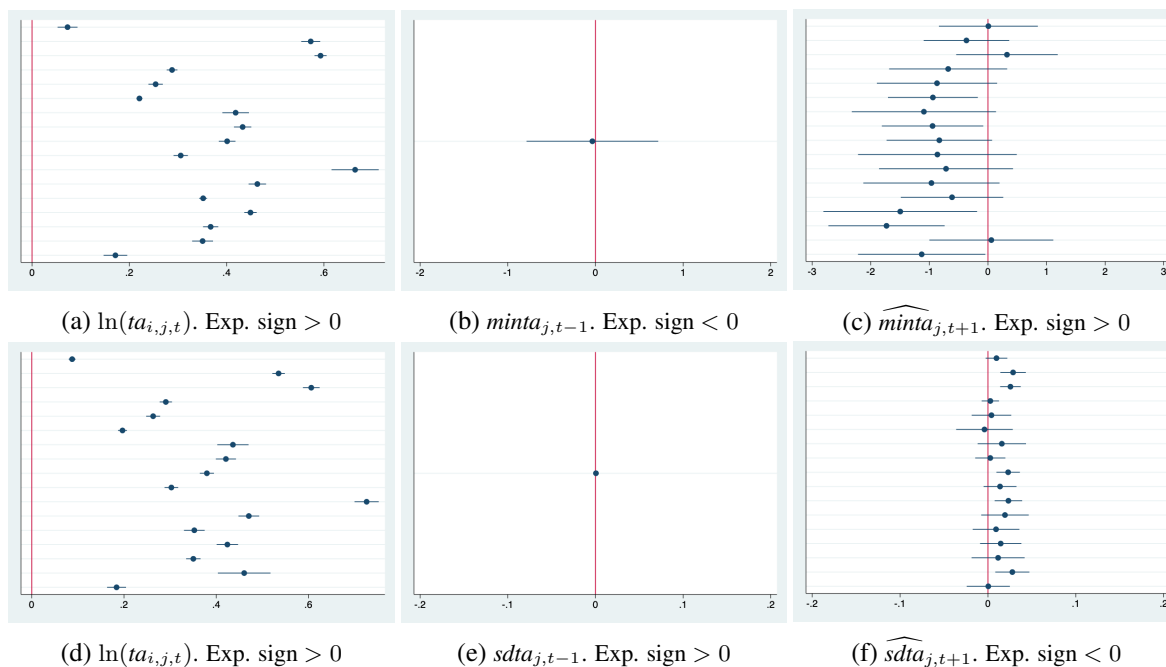 0 .2 .4 .6
-2 -1 0 1 2
-3 -2 -1 0 1 2 3
(a) ln(ta_{i,j,t}). Exp. sign > 0
(b) minta_{j,t−1}. Exp. sign < 0
(c) \widehat{minta}_{j,t+1}. Exp. sign > 0
0 .2 .4 .6
-.2 -.1 0 .1 .2
-.2 -.1 0 .1 .2
(d) ln(ta_{i,j,t}). Exp. sign > 0
(e) sdta_{j,t−1}. Exp. sign > 0
(f) \widehat{sdta}_{j,t+1}. Exp. sign < 0